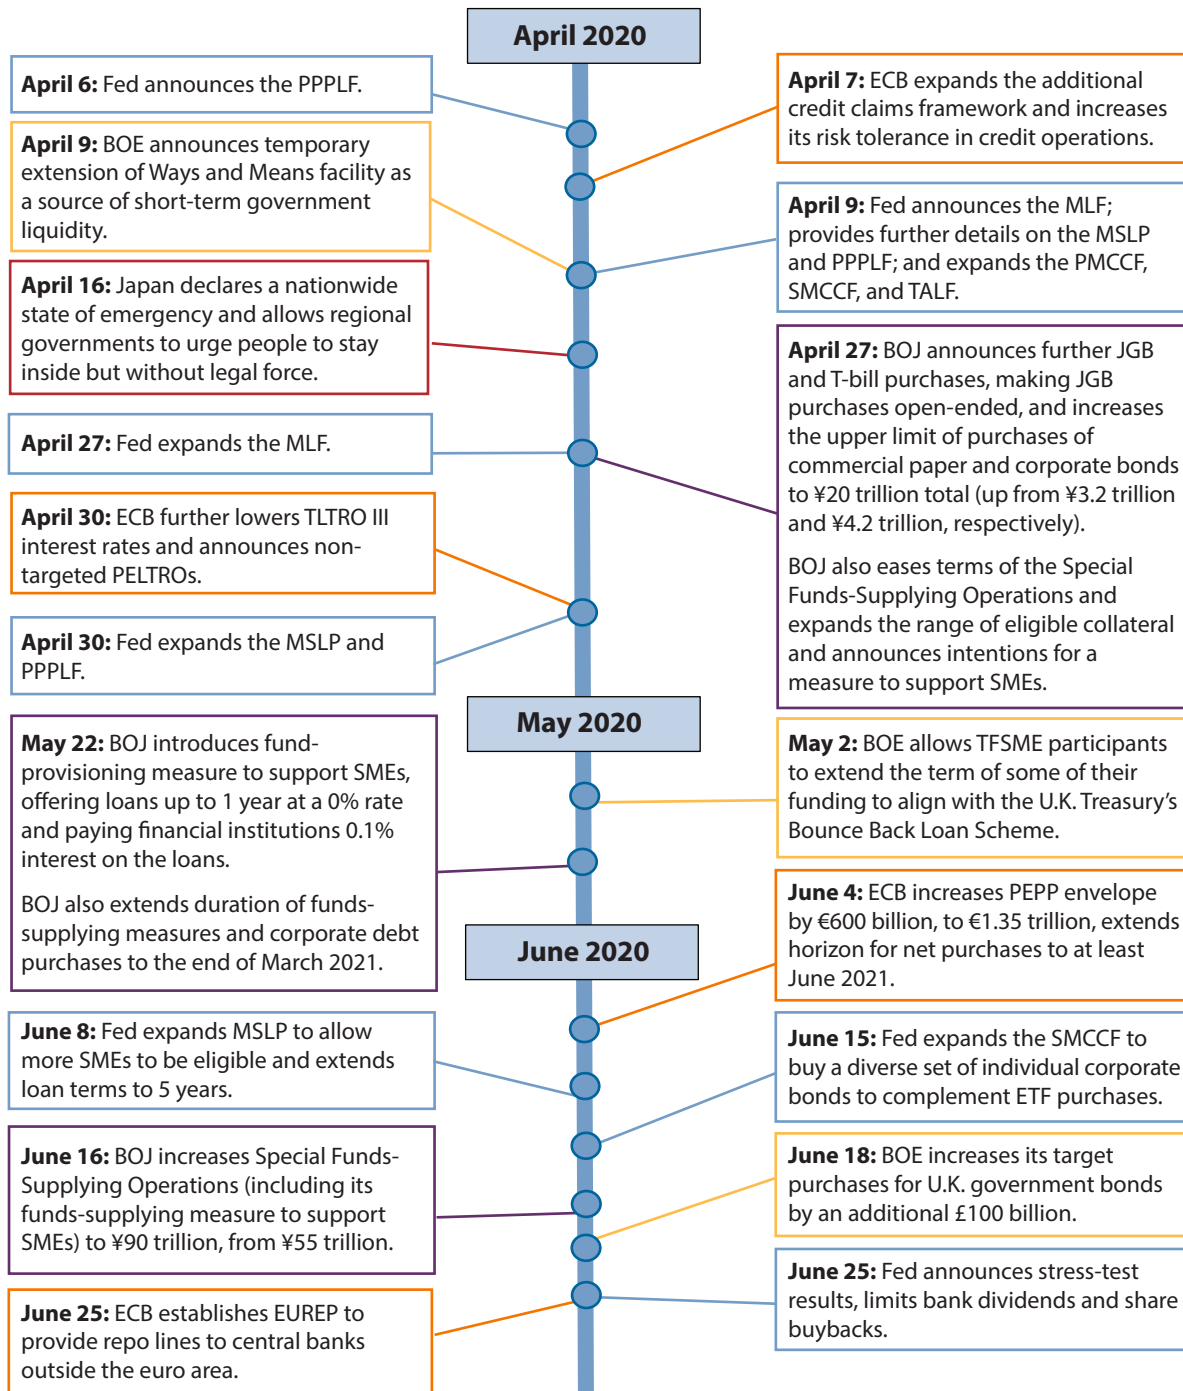 April 2020
April 6: Fed announces the PPPLF.
April 7: ECB expands the additional
credit claims framework and increases
its risk tolerance in credit operations.
April 9: BOE announces temporary
extension of Ways and Means facility as
a source of short-term government
liquidity.
April 9: Fed announces the MLF;
provides further details on the MSLP
and PPPLF; and expands the PMCCF,
SMCCF, and TALF.
April 16: Japan declares a nationwide
state of emergency and allows regional
governments to urge people to stay
inside but without legal force.
April 27: BOJ announces further JGB
and T-bill purchases, making JGB
purchases open-ended, and increases
the upper limit of purchases of
commercial paper and corporate bonds
to ¥20 trillion total (up from ¥3.2 trillion
and ¥4.2 trillion, respectively).
BOJ also eases terms of the Special
Funds-Supplying Operations and
expands the range of eligible collateral
and announces intentions for a
measure to support SMEs.
April 27: Fed expands the MLF.
April 30: ECB further lowers TLTRO III
interest rates and announces non-
targeted PELTROs.
April 30: Fed expands the MSLP and
PPPLF.
May 2020
May 22: BOJ introduces fund-
provisioning measure to support SMEs,
offering loans up to 1 year at a 0% rate
and paying financial institutions 0.1%
interest on the loans.
BOJ also extends duration of funds-
supplying measures and corporate debt
purchases to the end of March 2021.
May 2: BOE allows TFSME participants
to extend the term of some of their
funding to align with the U.K. Treasury's
Bounce Back Loan Scheme.
June 2020
June 4: ECB increases PEPP envelope
by €600 billion, to €1.35 trillion, extends
horizon for net purchases to at least
June 2021.
June 8: Fed expands MSLP to allow
more SMEs to be eligible and extends
loan terms to 5 years.
June 15: Fed expands the SMCCF to
buy a diverse set of individual corporate
bonds to complement ETF purchases.
June 16: BOJ increases Special Funds-
Supplying Operations (including its
funds-supplying measure to support
SMEs) to ¥90 trillion, from ¥55 trillion.
June 18: BOE increases its target
purchases for U.K. government bonds
by an additional £100 billion.
June 25: ECB establishes EUREP to
provide repo lines to central banks
outside the euro area.
June 25: Fed announces stress-test
results, limits bank dividends and share
buybacks.